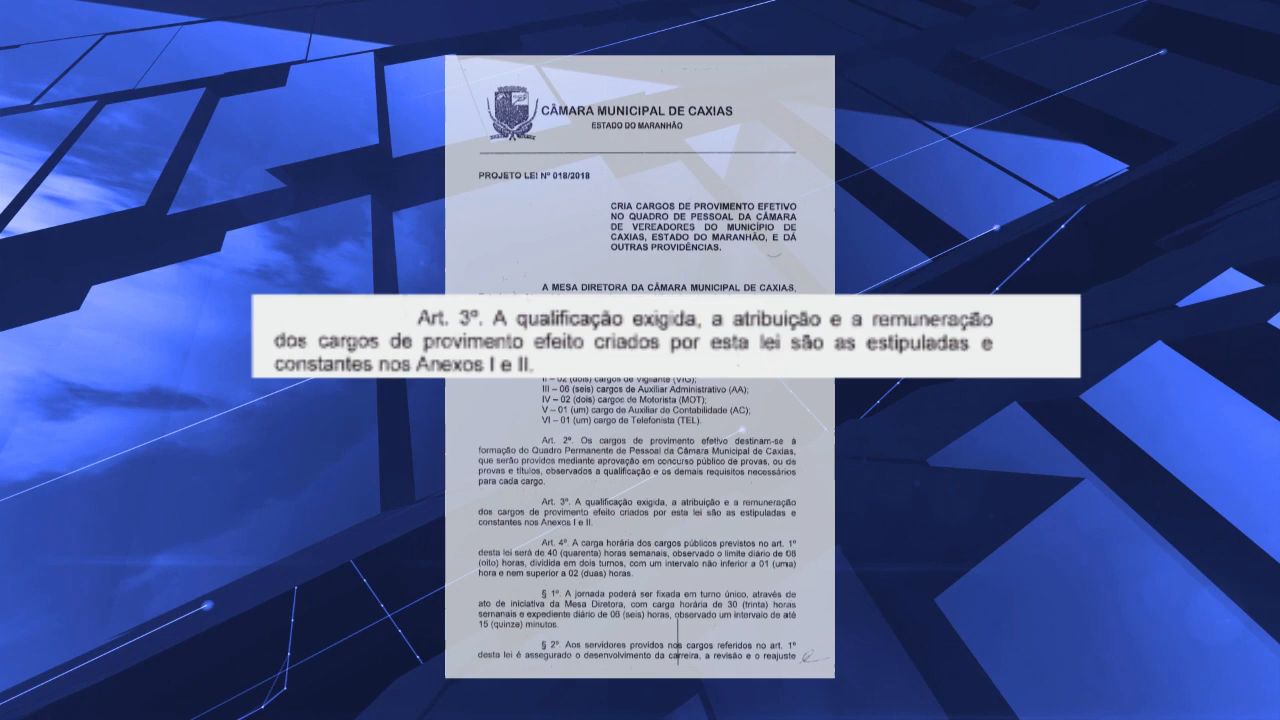 CÂMARA MUNICIPAL DE CAXIAS
ESTADO DO MARANHÃO
PROJETO LEI Nº 018/2018
CRIA CARGOS DE PROVIMENTO EFETIVO
NO QUADRO DE PESSOAL DA CÂMARA
DE VEREADORES DO MUNICÍPIO DE
CAXIAS, ESTADO DO MARANHÃO, E DÁ
OUTRAS PROVIDÊNCIAS.
A MESA DIRETORA DA CÂMARA MUNICIPAL DE CAXIAS,
Art. 3º. A qualificação exigida, a atribuição e a remuneração
dos cargos de provimento efeito criados por esta lei são as estipuladas e
constantes nos Anexos I e II.
II – 02 (dois) cargos de Vigilante (VIG);
III – 06 (seis) cargos de Auxiliar Administrativo (AA);
IV – 02 (dois) cargos de Motorista (MOT);
V – 01 (um) cargo de Auxiliar de Contabilidade (AC);
VI – 01 (um) cargo de Telefonista (TEL).
Art. 2º. Os cargos de provimento efetivo destinam-se à
formação do Quadro Permanente de Pessoal da Câmara Municipal de Caxias,
que serão providos mediante aprovação em concurso público de provas, ou de
provas e títulos, observados a qualificação e os demais requisitos necessários
para cada cargo.
Art. 3º. A qualificação exigida, a atribuição e a remuneração
dos cargos de provimento efeito criados por esta lei são as estipuladas e
constantes nos Anexos I e II.
Art. 4º. A carga horária dos cargos públicos previstos no art. 1º
desta lei será de 40 (quarenta) horas semanais, observado o limite diário de 08
(oito) horas, dividida em dois turnos, com um intervalo não inferior a 01 (uma)
hora e nem superior a 02 (duas) horas.
§ 1º. A jornada poderá ser fixada em turno único, através de
ato de iniciativa da Mesa Diretora, com carga horária de 30 (trinta) horas
semanais e expediente diário de 06 (seis) horas, observado um intervalo de até
15 (quinze) minutos.
§ 2º. Aos servidores providos nos cargos referidos no art. 1º
desta lei é assegurado o desenvolvimento da carreira, a revisão e o reajuste